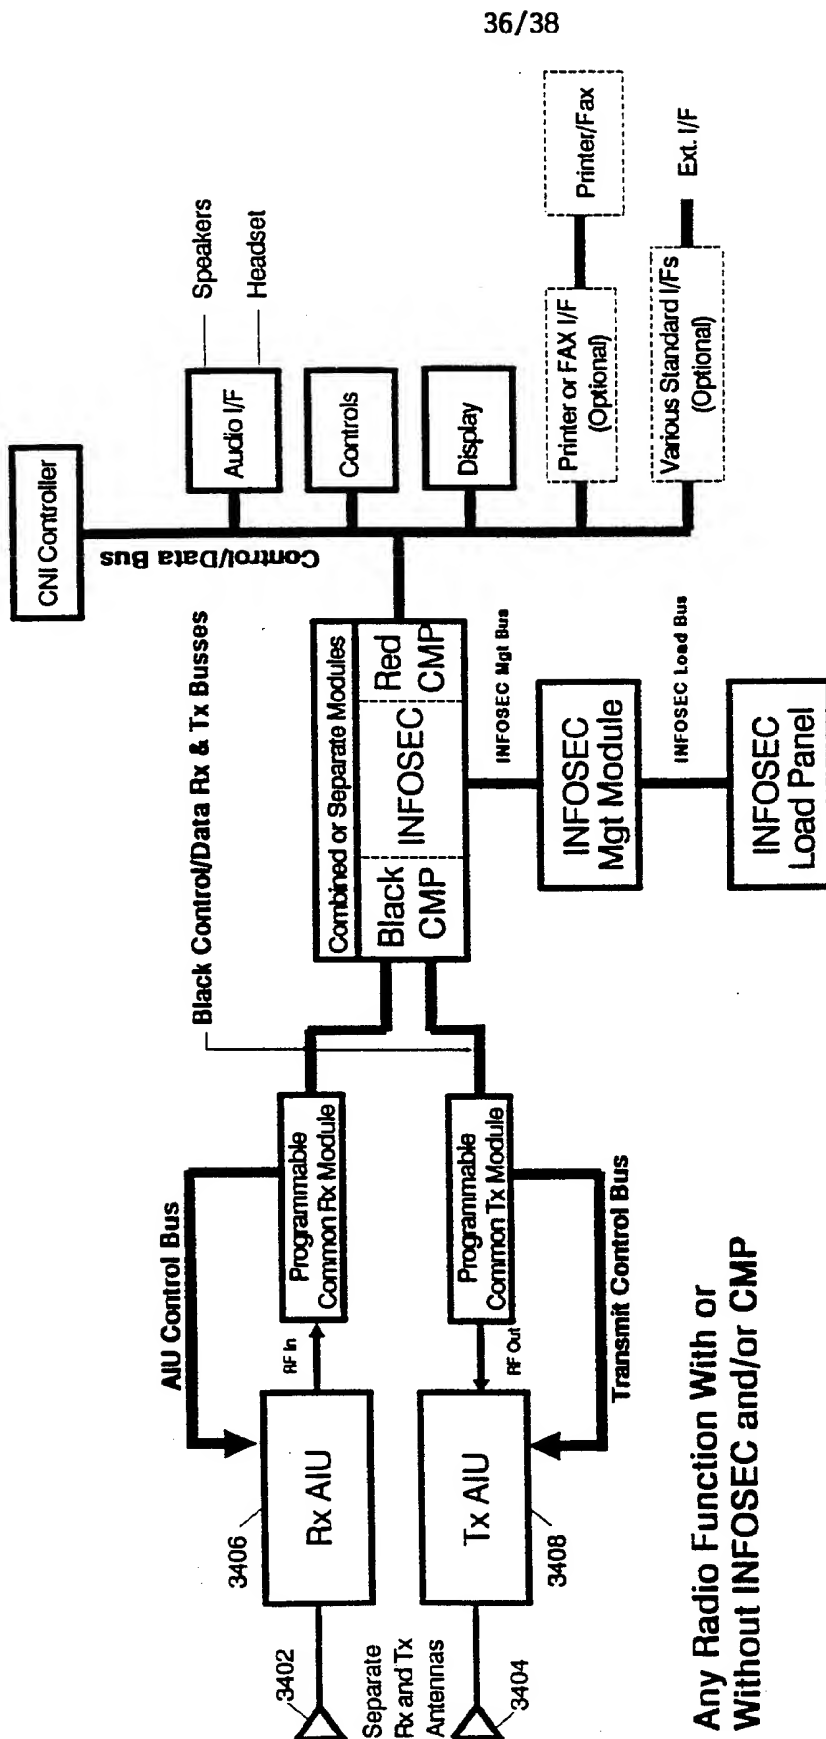 36/38
3402
Separate
Rx and Tx
Antennas
3404
3406
Rx AIU
Tx AIU
3408
AIU Control Bus
RF In
RF Out
Transmit Control Bus
Programmable
Common Rx Module
Programmable
Common Tx Module
Black Control/Data Rx & Tx Busses
Combined or Separate Modules
Black
CMP
INFOSEC
Red
CMP
INFOSEC Mgt Bus
INFOSEC
Mgt Module
INFOSEC Load Bus
INFOSEC
Load Panel
Control/Data Bus
CNI Controller
Audio I/F
Speakers
Headset
Controls
Display
Printer or FAX I/F
(Optional)
Printer/Fax
Various Standard I/Fs
(Optional)
Ext. I/F
Any Radio Function With or
Without INFOSEC and/or CMP